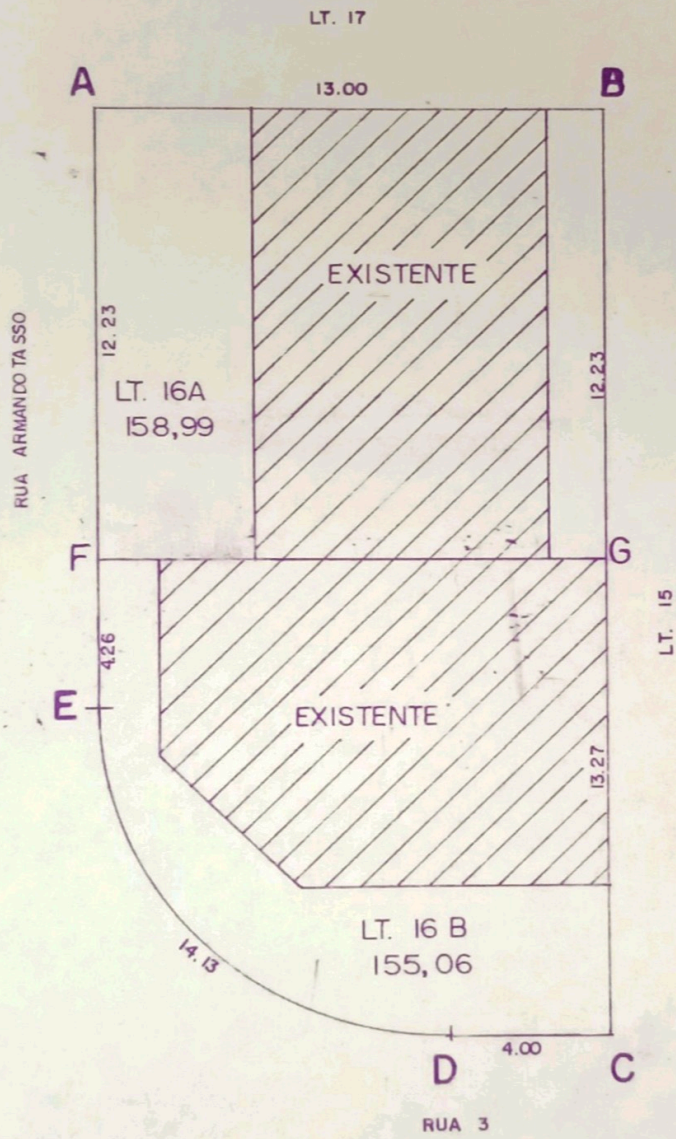 LT. 17
A
13.00
B
EXISTENTE
12.23
12.23
RUA ARMANDO TASSO
LT. 16A
158,99
F
G
4.26
LT. 15
E
EXISTENTE
13.27
LT. 16 B
155,06
14.13
4.00
D
C
RUA 3